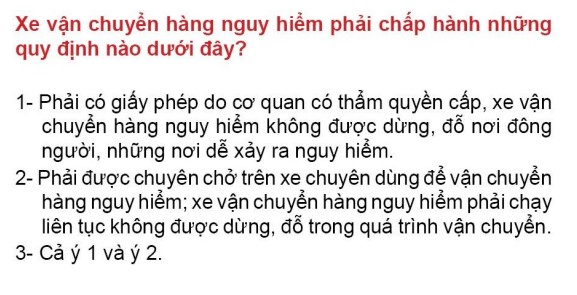 Xe vận chuyển hàng nguy hiểm phải chấp hành những
quy định nào dưới đây?
1- Phải có giấy phép do cơ quan có thẩm quyền cấp, xe vận
chuyển hàng nguy hiểm không được dừng, đỗ nơi đông
người, những nơi dễ xảy ra nguy hiểm.
2- Phải được chuyên chở trên xe chuyên dùng để vận chuyển
hàng nguy hiểm; xe vận chuyển hàng nguy hiểm phải chạy
liên tục không được dừng, đỗ trong quá trình vận chuyển.
3- Cả ý 1 và ý 2.